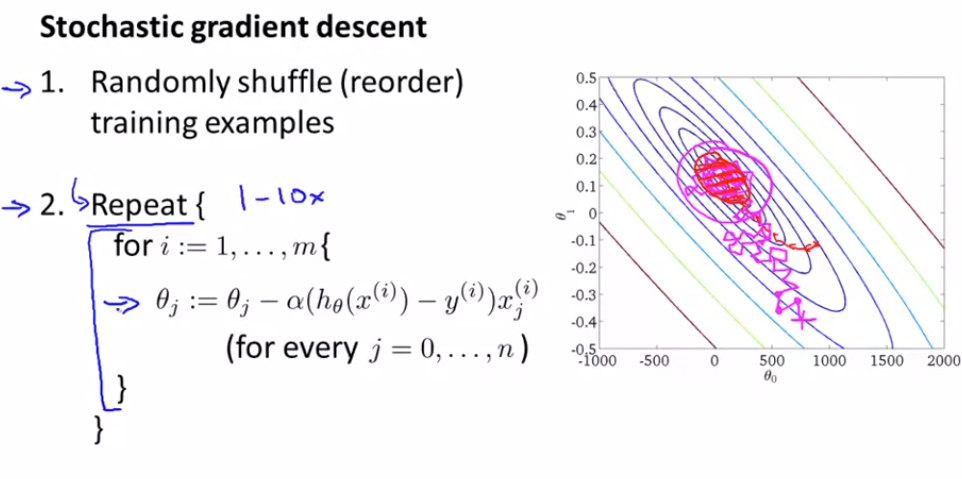 Stochastic gradient descent
1. Randomly shuffle (reorder)
training examples
2. Repeat { 1-10x
for i := 1, . . . , m {
θ_j := θ_j − α(h_θ(x^(i)) − y^(i))x_j^(i)
(for every j = 0, . . . , n )
}
}
0.5
0.4
0.3
0.2
0.1
0
-0.1
-0.2
-0.3
-0.4
-0.5
θ_1
-1000 -500 0 500 1000 1500 2000
θ_0